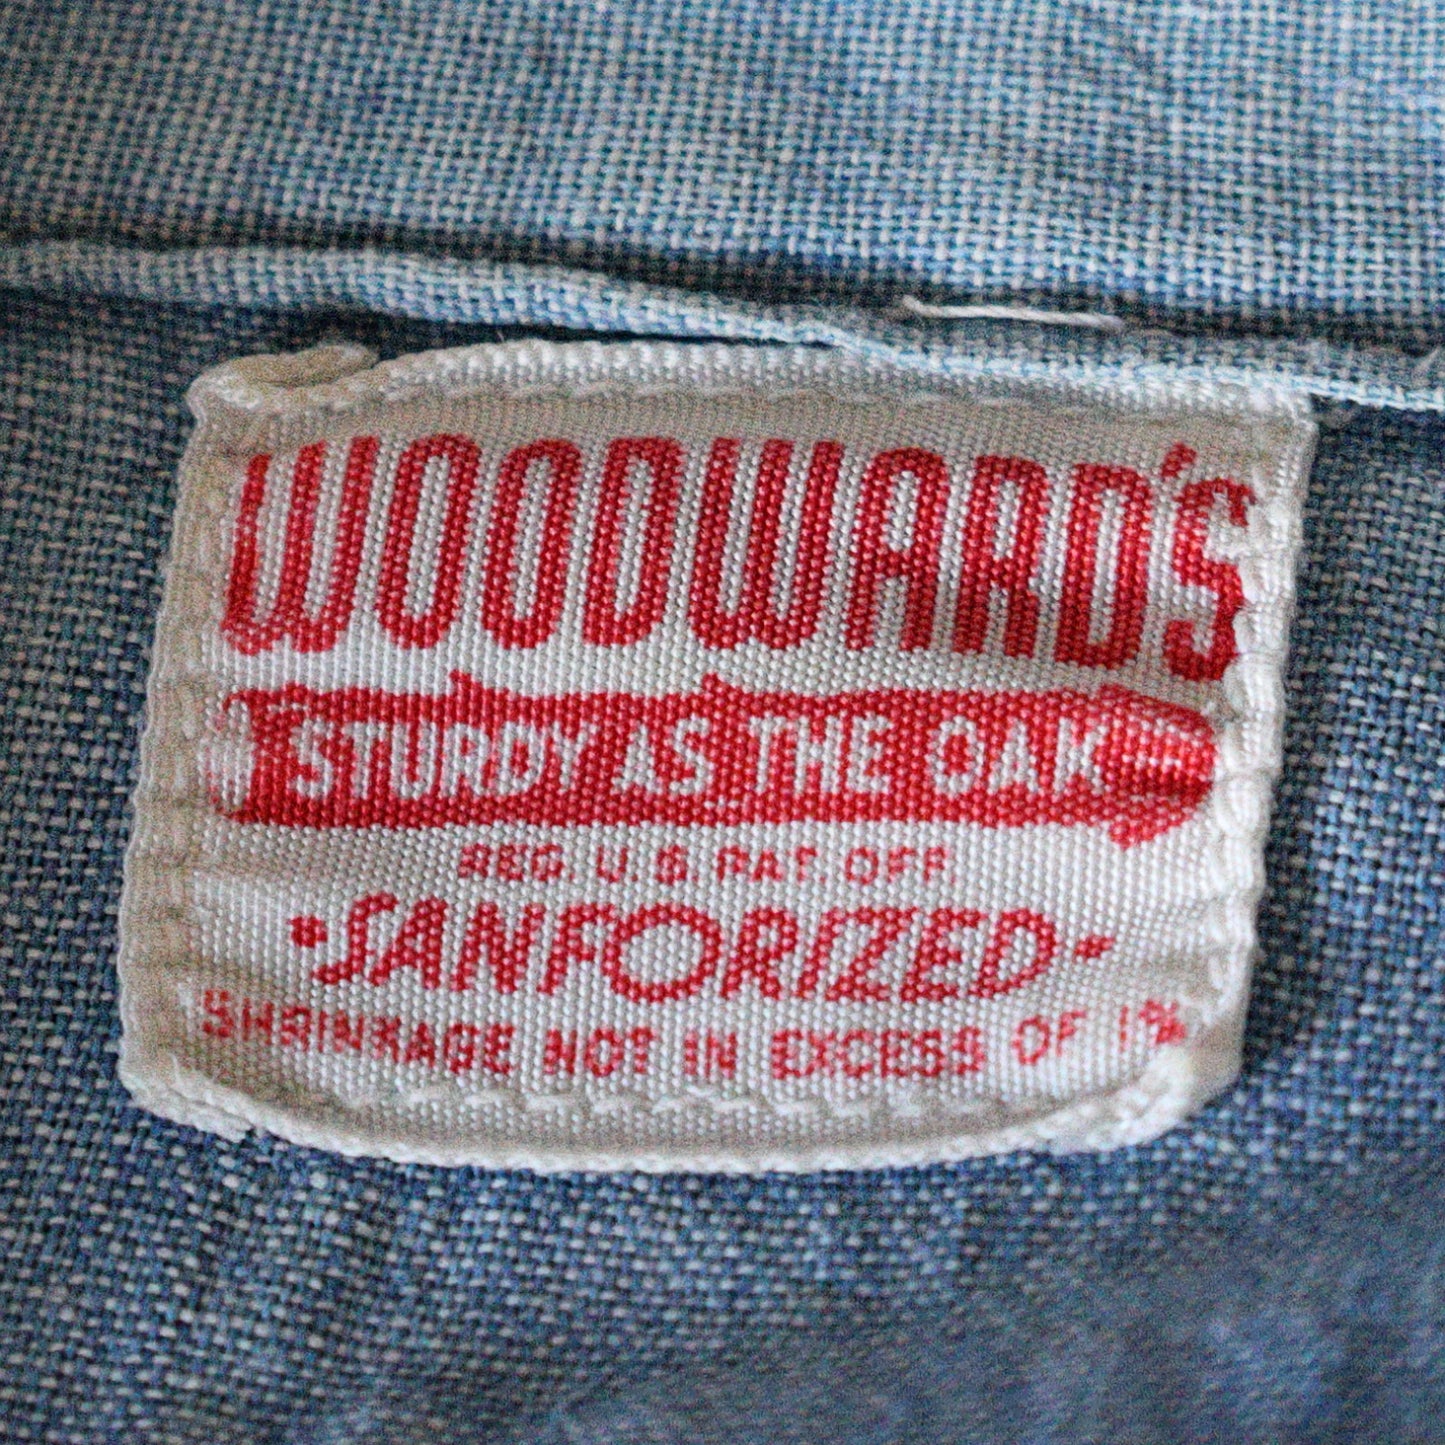 WOODWARD'S
STURDY AS THE OAK
REG. U.S. PAT. OFF
·SANFORIZED·
SHRINKAGE NOT IN EXCESS OF 1%